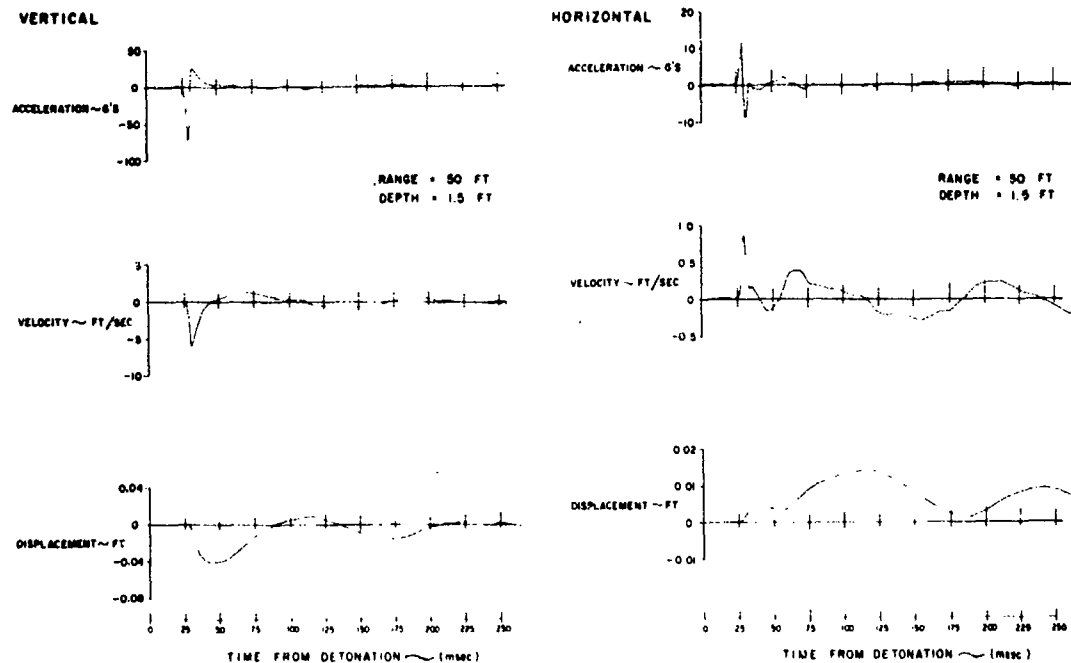 VERTICAL
50
0
-50
-100
ACCELERATION ~ G'S
RANGE = 50 FT
DEPTH = 1.5 FT
5
0
-5
-10
VELOCITY ~ FT/SEC
0.04
0
-0.04
-0.08
DISPLACEMENT ~ FT
0 25 50 75 100 125 150 175 200 225 250
TIME FROM DETONATION ~ (msec)
HORIZONTAL
20
10
0
-10
ACCELERATION ~ G'S
RANGE = 50 FT
DEPTH = 1.5 FT
1.0
0.5
0
-0.5
VELOCITY ~ FT/SEC
0.02
0.01
0
-0.01
DISPLACEMENT ~ FT
0 25 50 75 100 125 150 175 200 225 250
TIME FROM DETONATION ~ (msec)